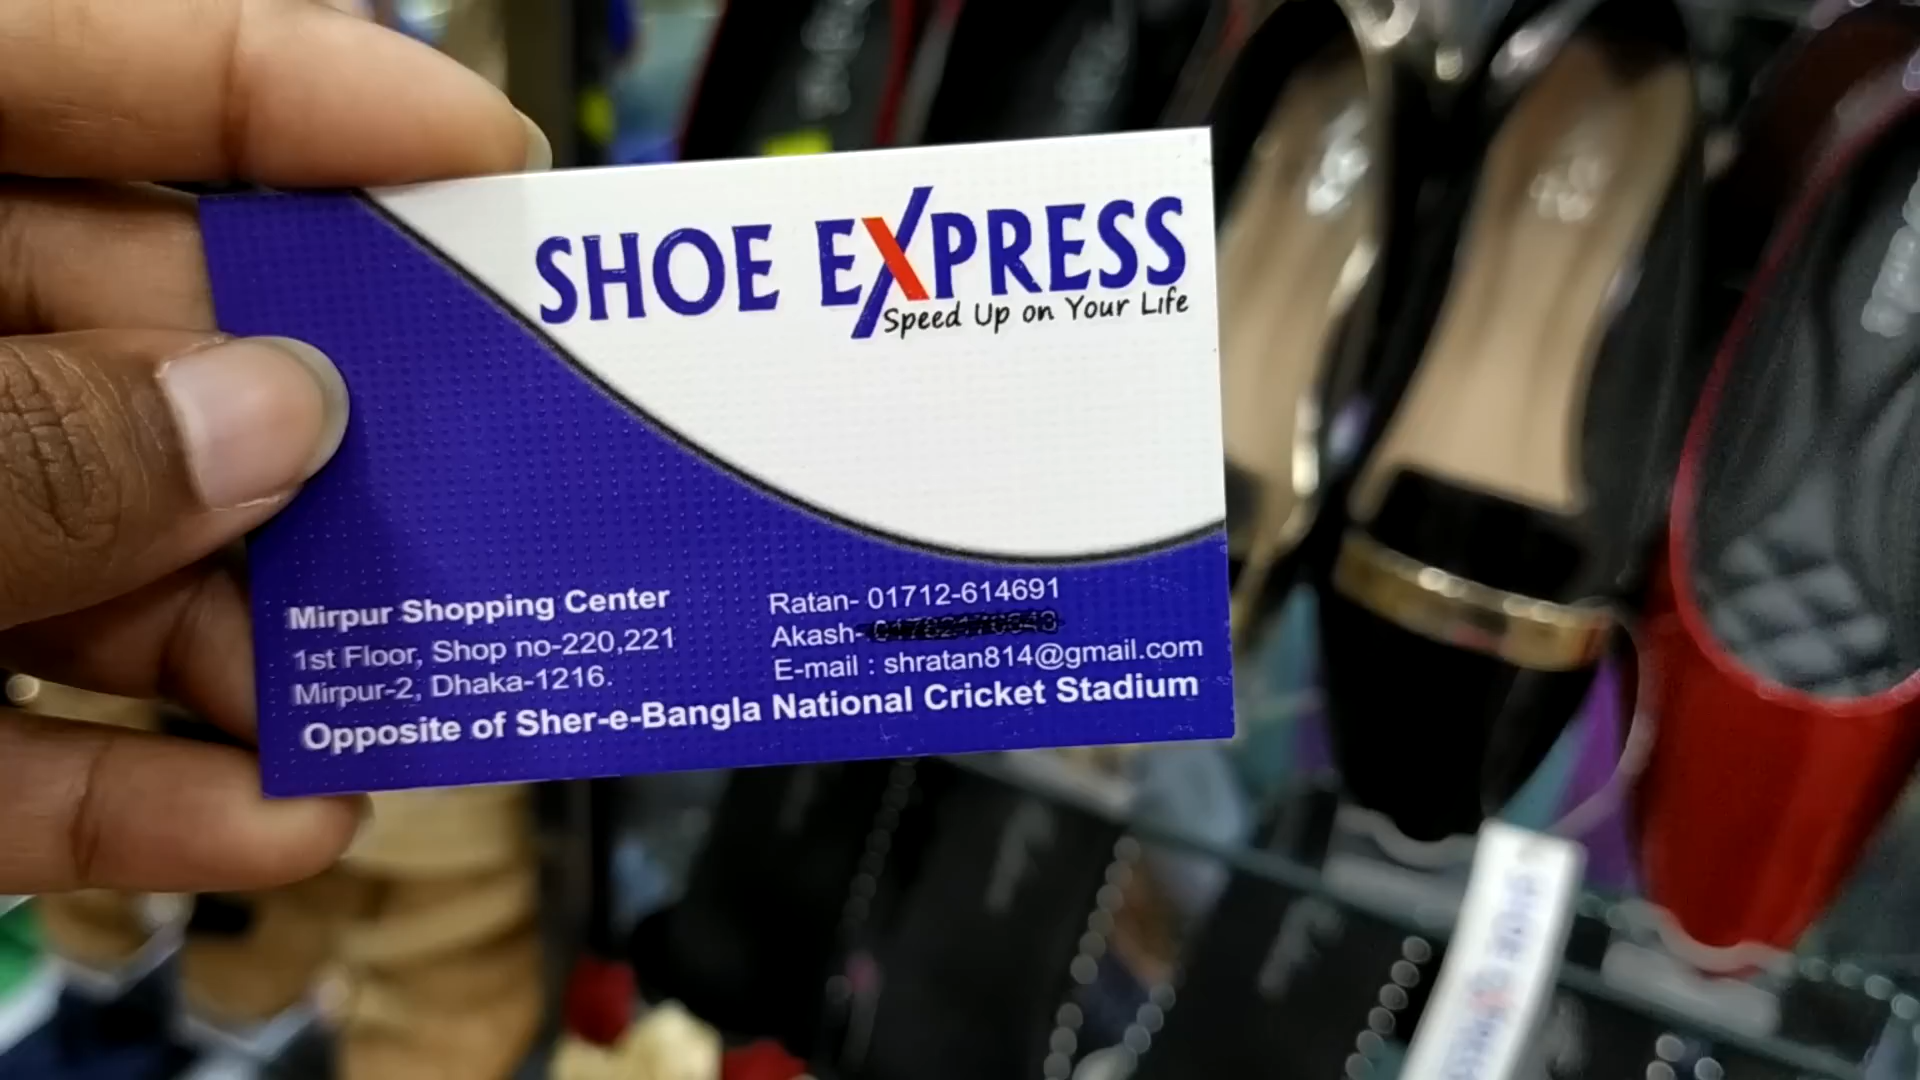 SHOE EXPRESS
Speed Up on Your Life
Mirpur Shopping Center
1st Floor, Shop no-220,221
Mirpur-2, Dhaka-1216.
Ratan- 01712-614691
Akash-
E-mail : shratan814@gmail.com
Opposite of Sher-e-Bangla National Cricket Stadium